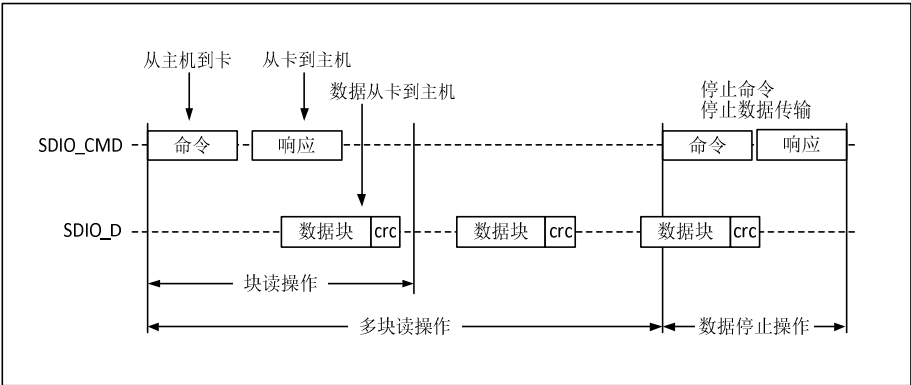 从主机到卡
从卡到主机
数据从卡到主机
停止命令
停止数据传输
SDIO_CMD
命令
响应
命令
响应
SDIO_D
数据块
crc
数据块
crc
数据块
crc
块读操作
多块读操作
数据停止操作